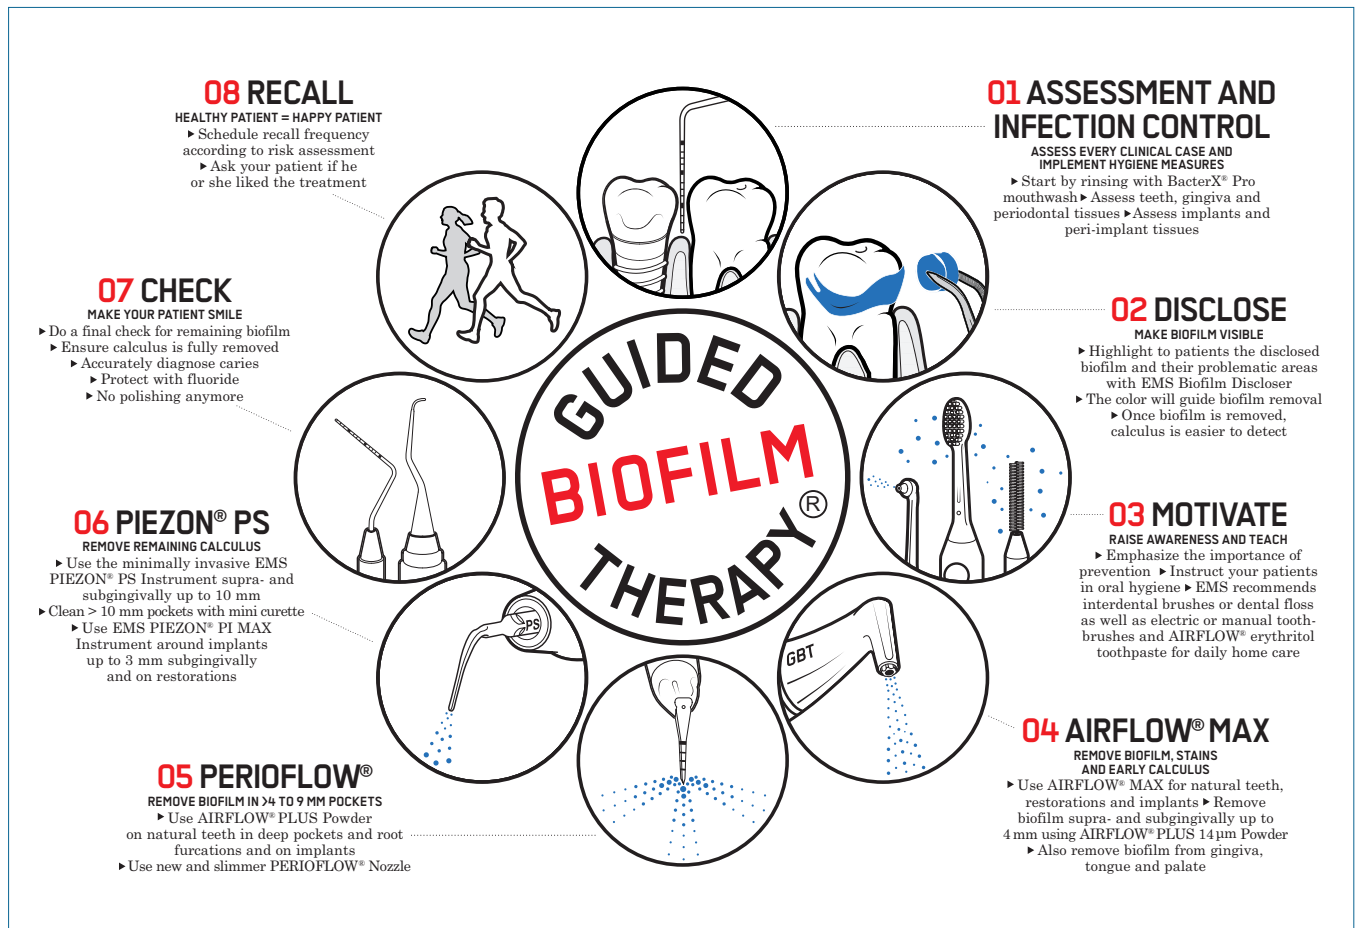 GUIDED
BIOFILM
THERAPY®
01 ASSESSMENT AND
INFECTION CONTROL
ASSESS EVERY CLINICAL CASE AND
IMPLEMENT HYGIENE MEASURES
▶ Start by rinsing with BacterX® Pro
mouthwash ▶ Assess teeth, gingiva and
periodontal tissues ▶ Assess implants and
peri-implant tissues
02 DISCLOSE
MAKE BIOFILM VISIBLE
▶ Highlight to patients the disclosed
biofilm and their problematic areas
with EMS Biofilm Discloser
▶ The color will guide biofilm removal
▶ Once biofilm is removed,
calculus is easier to detect
03 MOTIVATE
RAISE AWARENESS AND TEACH
▶ Emphasize the importance of
prevention ▶ Instruct your patients
in oral hygiene ▶ EMS recommends
interdental brushes or dental floss
as well as electric or manual tooth-
brushes and AIRFLOW® erythritol
toothpaste for daily home care
GBT
04 AIRFLOW® MAX
REMOVE BIOFILM, STAINS
AND EARLY CALCULUS
▶ Use AIRFLOW® MAX for natural teeth,
restorations and implants ▶ Remove
biofilm supra- and subgingivally up to
4 mm using AIRFLOW® PLUS 14 µm Powder
▶ Also remove biofilm from gingiva,
tongue and palate
05 PERIOFLOW®
REMOVE BIOFILM IN >4 TO 9 MM POCKETS
▶ Use AIRFLOW® PLUS Powder
on natural teeth in deep pockets and root
furcations and on implants
▶ Use new and slimmer PERIOFLOW® Nozzle
PS
06 PIEZON® PS
REMOVE REMAINING CALCULUS
▶ Use the minimally invasive EMS
PIEZON® PS Instrument supra- and
subgingivally up to 10 mm
▶ Clean > 10 mm pockets with mini curette
▶ Use EMS PIEZON® PI MAX
Instrument around implants
up to 3 mm subgingivally
and on restorations
07 CHECK
MAKE YOUR PATIENT SMILE
▶ Do a final check for remaining biofilm
▶ Ensure calculus is fully removed
▶ Accurately diagnose caries
▶ Protect with fluoride
▶ No polishing anymore
08 RECALL
HEALTHY PATIENT = HAPPY PATIENT
▶ Schedule recall frequency
according to risk assessment
▶ Ask your patient if he
or she liked the treatment